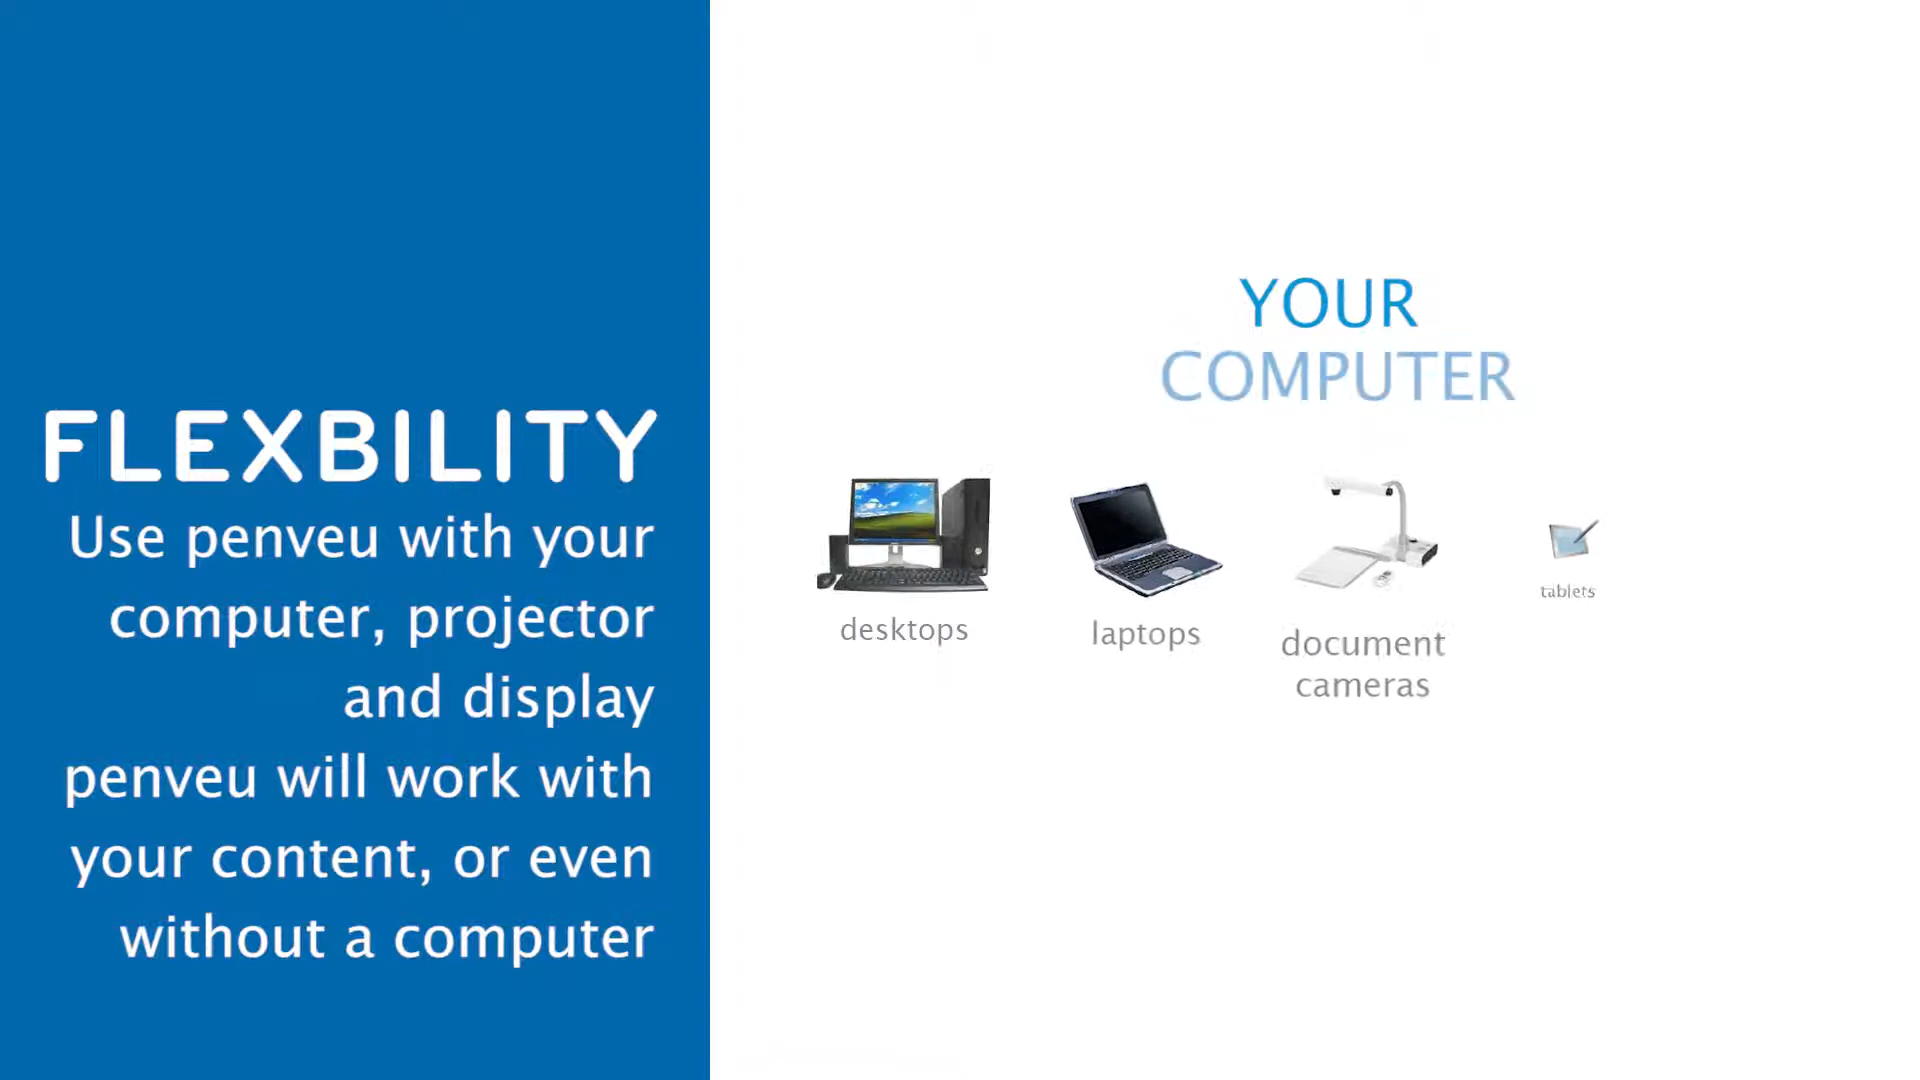 FLEXBILITY
Use penveu with your
computer, projector
and display
penveu will work with
your content, or even
without a computer
YOUR
COMPUTER
desktops
laptops
document
cameras
tablets